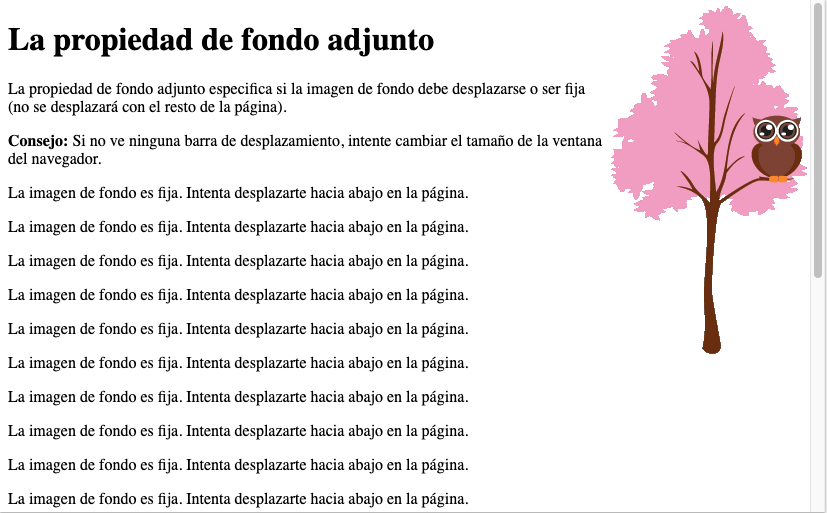 La propiedad de fondo adjunto
La propiedad de fondo adjunto especifica si la imagen de fondo debe desplazarse o ser fija
(no se desplazará con el resto de la página).
Consejo: Si no ve ninguna barra de desplazamiento, intente cambiar el tamaño de la ventana
del navegador.
La imagen de fondo es fija. Intenta desplazarte hacia abajo en la página.
La imagen de fondo es fija. Intenta desplazarte hacia abajo en la página.
La imagen de fondo es fija. Intenta desplazarte hacia abajo en la página.
La imagen de fondo es fija. Intenta desplazarte hacia abajo en la página.
La imagen de fondo es fija. Intenta desplazarte hacia abajo en la página.
La imagen de fondo es fija. Intenta desplazarte hacia abajo en la página.
La imagen de fondo es fija. Intenta desplazarte hacia abajo en la página.
La imagen de fondo es fija. Intenta desplazarte hacia abajo en la página.
La imagen de fondo es fija. Intenta desplazarte hacia abajo en la página.
La imagen de fondo es fija. Intenta desplazarte hacia abajo en la página.